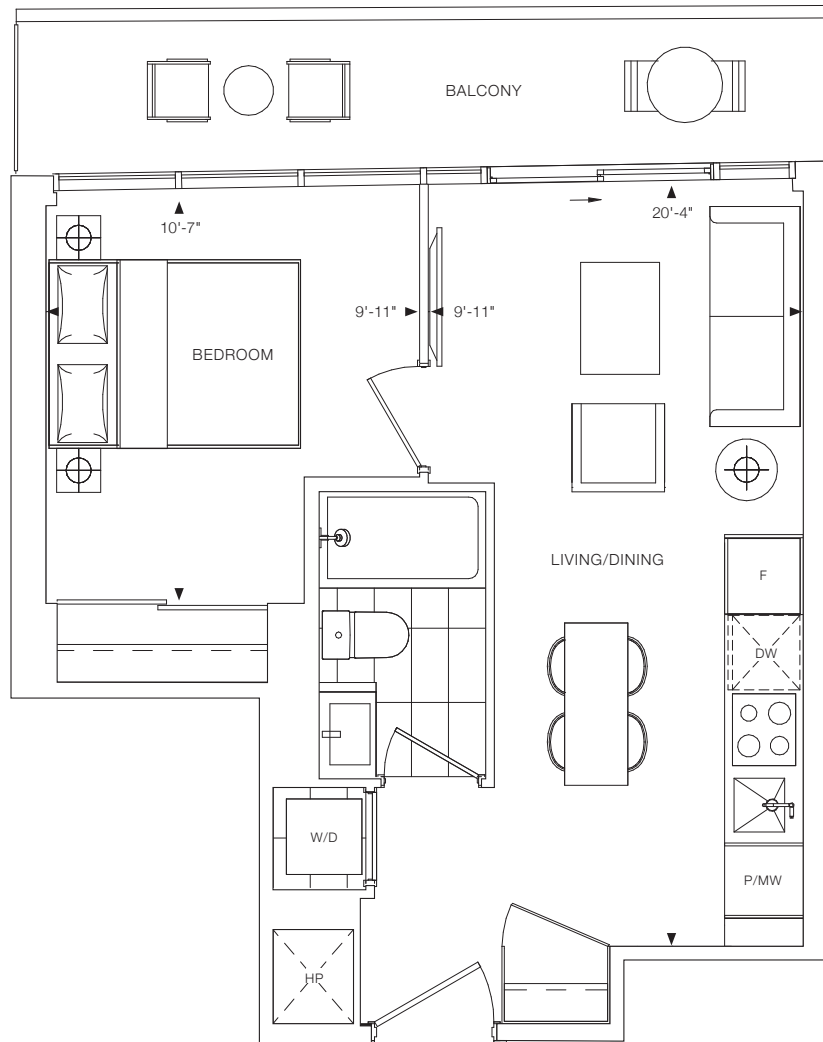 BALCONY
10'-7"
20'-4"
9'-11"
9'-11"
BEDROOM
LIVING/DINING
F
DW
W/D
P/MW
HP